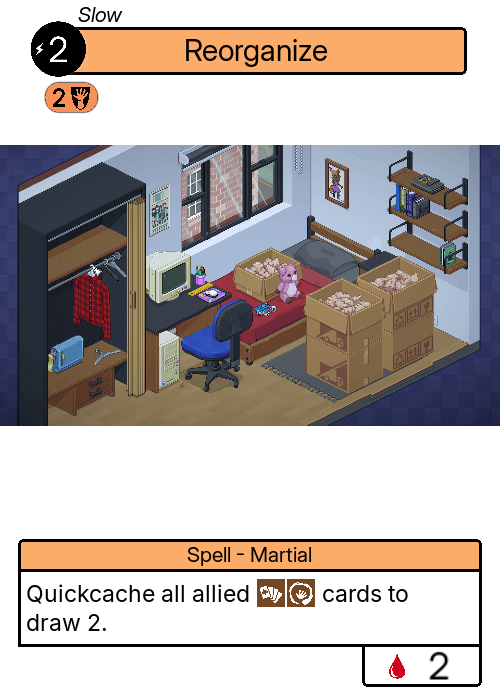 Slow
2
Reorganize
2
Spell - Martial
Quickcache all allied cards to
draw 2.
2